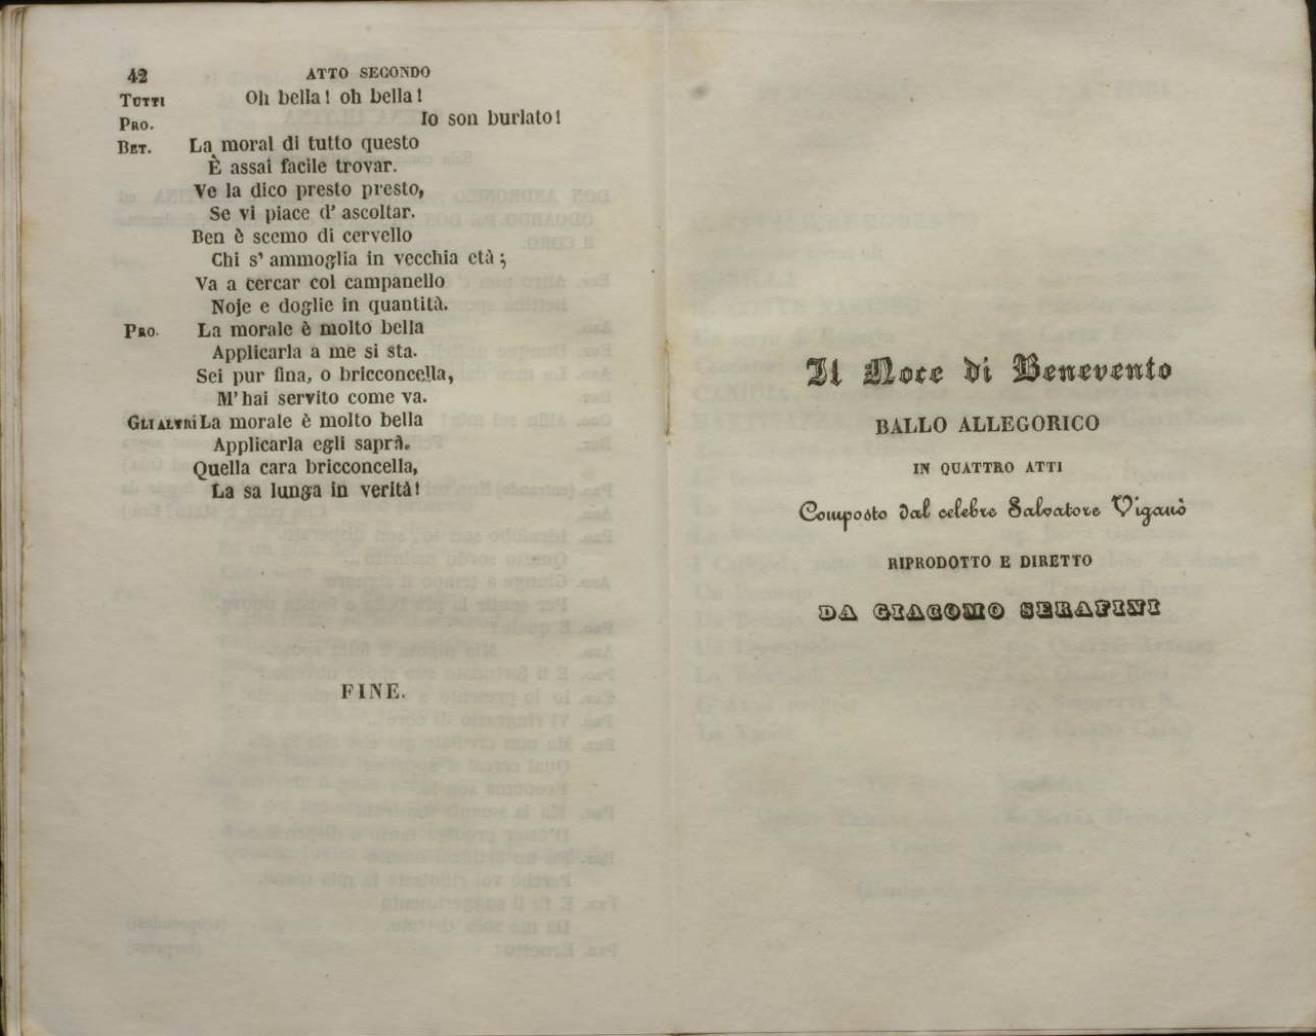 42 ATTO SECONDO
TUTTI Oh bella! oh bella!
PRO. Io son burlato!
BET. La moral di tutto questo
È assai facile trovar.
Ve la dico presto presto,
Se vi piace d' ascoltar.
Ben è scemo di cervello
Chi s' ammoglia in vecchia età;
Va a cercar col campanello
Noje e doglie in quantità.
PRO. La morale è molto bella
Applicarla a me si sta.
Sei pur fina, o bricconcella,
M' hai servito come va.
GLI ALTRI La morale è molto bella
Applicarla egli saprà.
Quella cara bricconcella,
La sa lunga in verità!
FINE.
Il Noce di Benevento
BALLO ALLEGORICO
IN QUATTRO ATTI
Composto dal celebre Salvatore Viganò
RIPRODOTTO E DIRETTO
DA GIACOMO SERAFINI